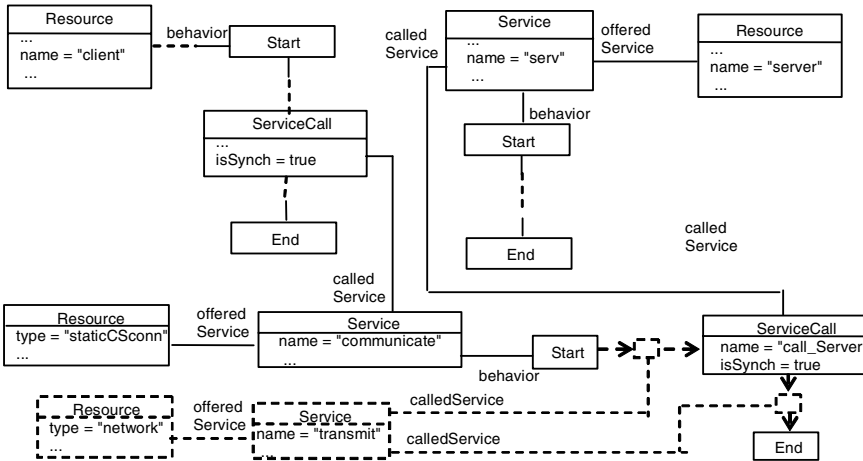 Resource
...
name = "client"
...
behavior
Start
ServiceCall
...
isSynch = true
End
called
Service
called
Service
Service
...
name = "serv"
offered
Service
Resource
...
name = "server"
...
behavior
Start
End
called
Service
Resource
type = "staticCSconn"
...
offered
Service
Service
name = "communicate"
...
behavior
Start
ServiceCall
name = "call_Server
isSynch = true
End
Resource
type = "network"
...
offered
Service
Service
name = "transmit"
...
calledService
calledService